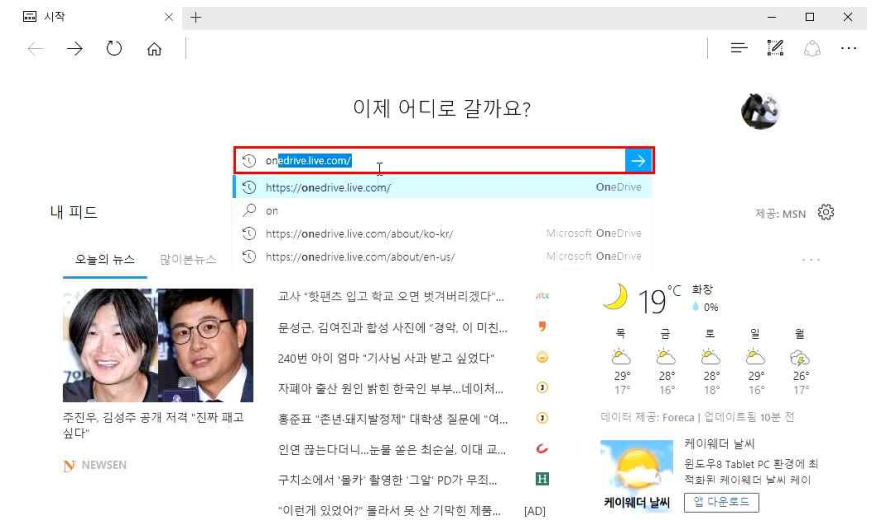 시작
이제 어디로 갈까요?
onedrive.live.com/
https://onedrive.live.com/ OneDrive
on
https://onedrive.live.com/about/ko-kr/ Microsoft OneDrive
https://onedrive.live.com/about/en-us/ Microsoft OneDrive
내 피드
제공: MSN
오늘의 뉴스 많이본뉴스
교사 "핫팬츠 입고 학교 오면 벗겨버리겠다"...
문성근, 김여진과 합성 사진에 "경악, 이 미친...
240번 아이 엄마 "기사님 사과 받고 싶었다"
자폐아 출산 원인 밝힌 한국인 부부...네이처...
홍준표 "존년·돼지발정제" 대학생 질문에 "여...
인연 끊는다더니...눈물 쏟은 최순실, 이대 교...
구치소에서 '몰카' 촬영한 '그알' PD가 무죄...
"이런게 있었어?" 몰라서 못 산 기막힌 제품... [AD]
주진우, 김성주 공개 저격 "진짜 패고
싶다"
NEWSEN
19°C 화창
0%
목 금 토 일 월
29° 28° 28° 29° 26°
17° 16° 18° 16° 17°
데이터 제공: Foreca | 업데이트됨 10분 전
케이웨더 날씨
윈도우8 Tablet PC 환경에 최
적화된 케이웨더 날씨 케이
케이웨더 날씨
앱 다운로드